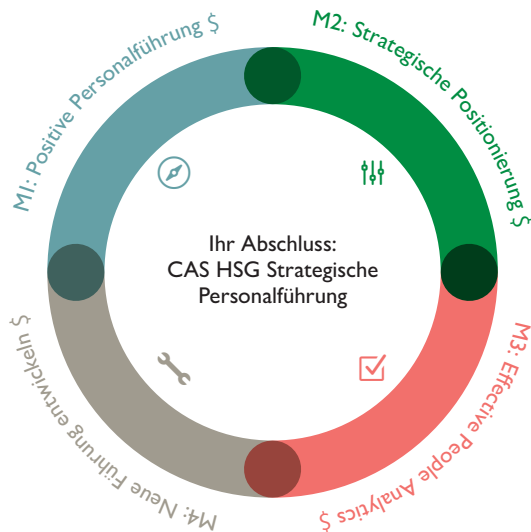 M1: Positive Personalführung $
M2: Strategische Positionierung $
Ihr Abschluss:
CAS HSG Strategische
Personalführung
M3: Effective People Analytics $
M4: Neue Führung entwickeln $